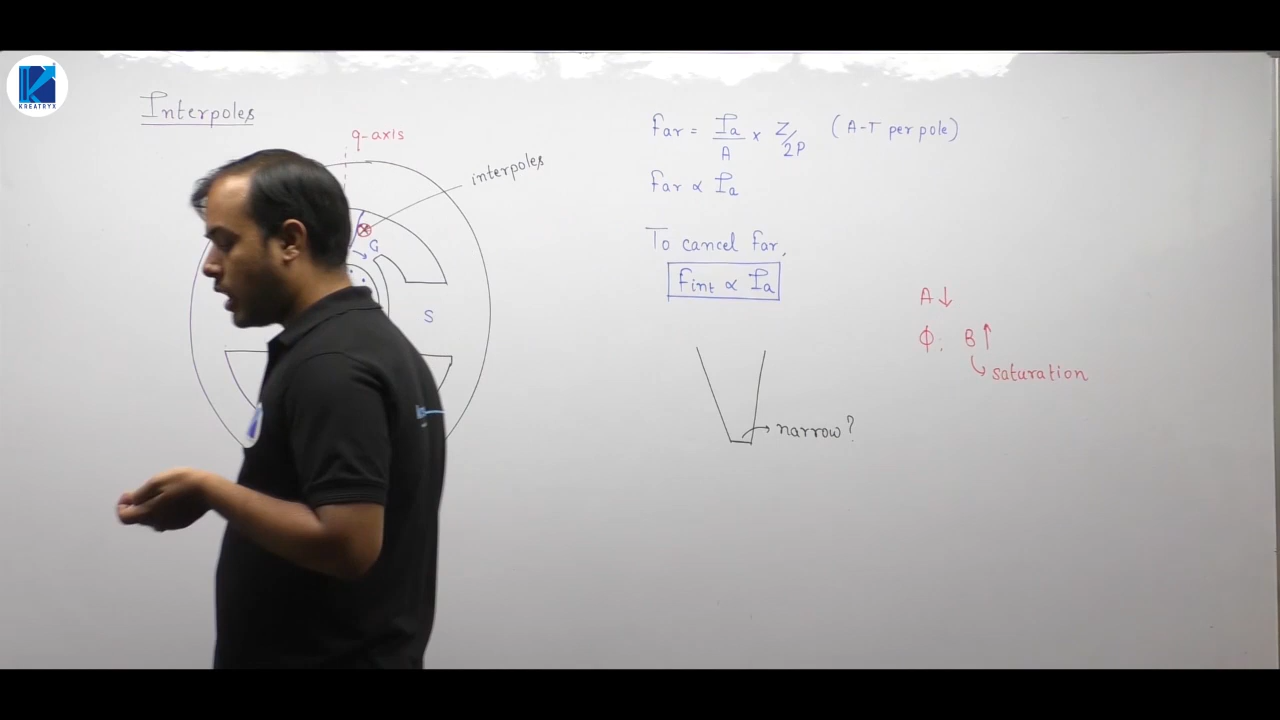 KREATRYX
Interpoles
q-axis
interpoles
G
S
Far = Ia/A × Z/2P (A-T per pole)
Far ∝ Ia
To cancel Far,
Fint ∝ Ia
narrow?
A↓
Φ: B↑
saturation